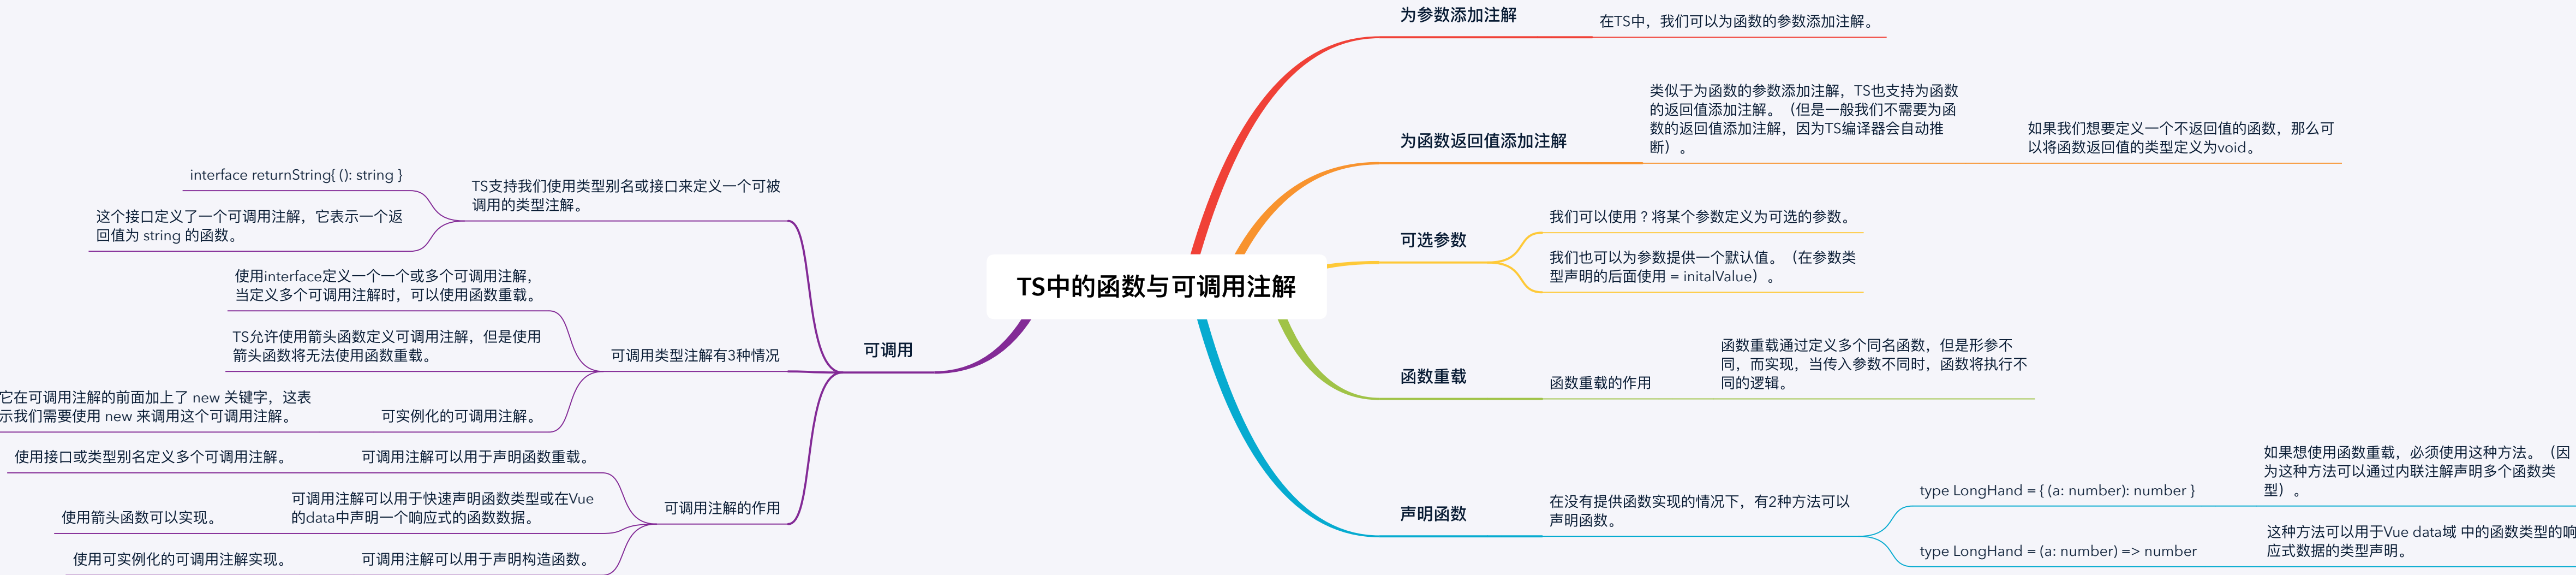 TS中的函数与可调用注解
为参数添加注解
在TS中，我们可以为函数的参数添加注解。
为函数返回值添加注解
类似于为函数的参数添加注解，TS也支持为函数
的返回值添加注解。（但是一般我们不需要为函
数的返回值添加注解，因为TS编译器会自动推
断）。
如果我们想要定义一个不返回值的函数，那么可
以将函数返回值的类型定义为void。
可选参数
我们可以使用 ? 将某个参数定义为可选的参数。
我们也可以为参数提供一个默认值。（在参数类
型声明的后面使用 = initalValue）。
函数重载
函数重载的作用
函数重载通过定义多个同名函数，但是形参不
同，而实现，当传入参数不同时，函数将执行不
同的逻辑。
声明函数
在没有提供函数实现的情况下，有2种方法可以
声明函数。
type LongHand = { (a: number): number }
如果想使用函数重载，必须使用这种方法。（因
为这种方法可以通过内联注解声明多个函数类
型）。
type LongHand = (a: number) => number
这种方法可以用于Vue data域 中的函数类型的响
应式数据的类型声明。
可调用
TS支持我们使用类型别名或接口来定义一个可被
调用的类型注解。
interface returnString{ (): string }
这个接口定义了一个可调用注解，它表示一个返
回值为 string 的函数。
可调用类型注解有3种情况
使用interface定义一个一个或多个可调用注解，
当定义多个可调用注解时，可以使用函数重载。
TS允许使用箭头函数定义可调用注解，但是使用
箭头函数将无法使用函数重载。
可实例化的可调用注解。
它在可调用注解的前面加上了 new 关键字，这表
示我们需要使用 new 来调用这个可调用注解。
可调用注解的作用
可调用注解可以用于声明函数重载。
使用接口或类型别名定义多个可调用注解。
可调用注解可以用于快速声明函数类型或在Vue
的data中声明一个响应式的函数数据。
使用箭头函数可以实现。
可调用注解可以用于声明构造函数。
使用可实例化的可调用注解实现。